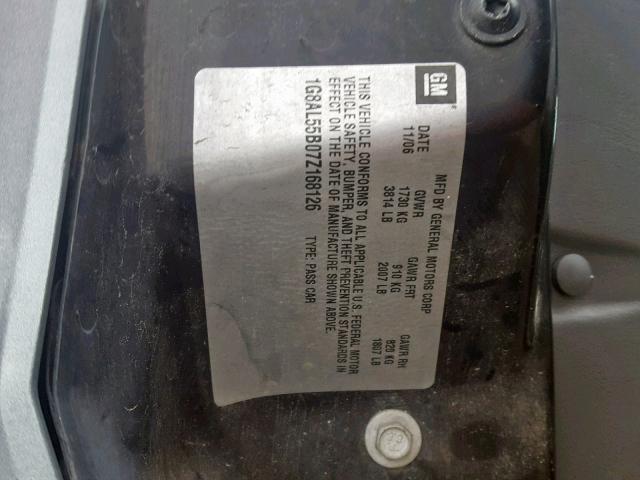 GM
MFD BY GENERAL MOTORS CORP
DATE GVWR GAWR FRT GAWR RR
11/06 1730 KG 910 KG 820 KG
3814 LB 2007 LB 1807 LB
THIS VEHICLE CONFORMS TO ALL APPLICABLE U.S. FEDERAL MOTOR
VEHICLE SAFETY, BUMPER, AND THEFT PREVENTION STANDARDS IN
EFFECT ON THE DATE OF MANUFACTURE SHOWN ABOVE.
1G8AL55B07Z168126 TYPE: PASS CAR